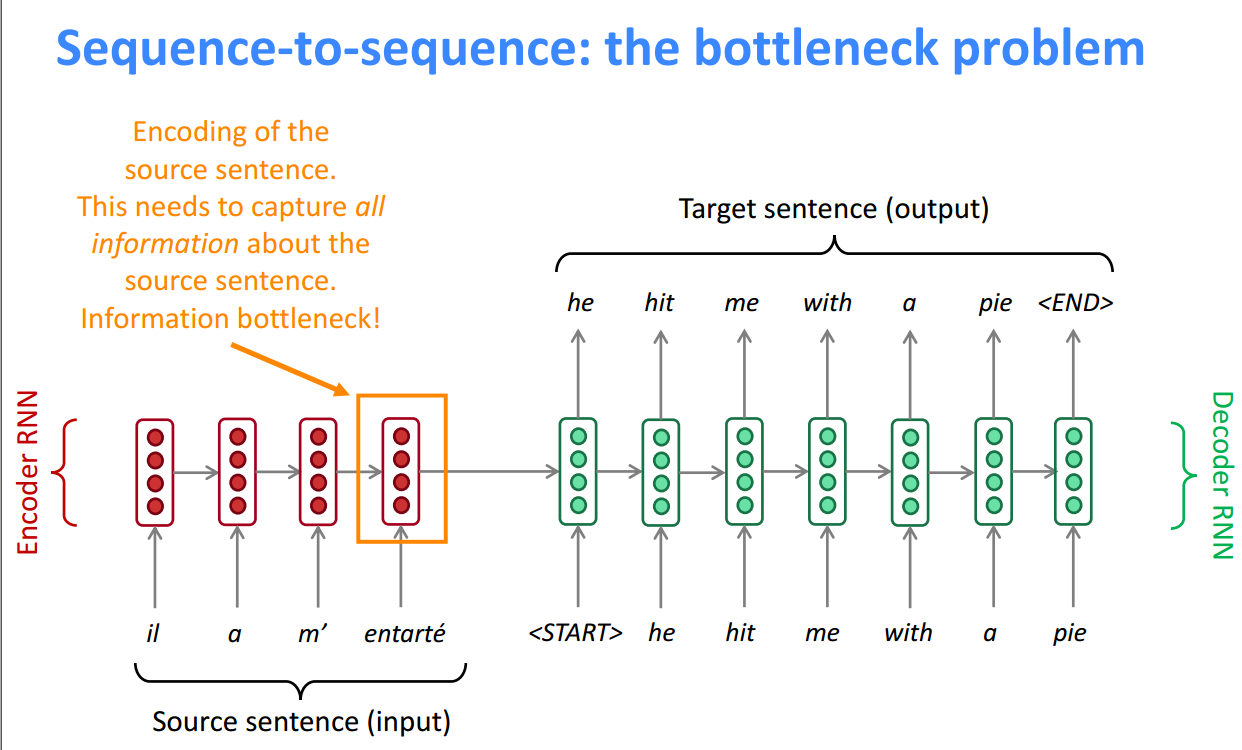 Sequence-to-sequence: the bottleneck problem
Encoding of the
source sentence.
This needs to capture all
information about the
source sentence.
Information bottleneck!
Target sentence (output)
he hit me with a pie <END>
Encoder RNN
Decoder RNN
il a m’ entarté
<START> he hit me with a pie
Source sentence (input)